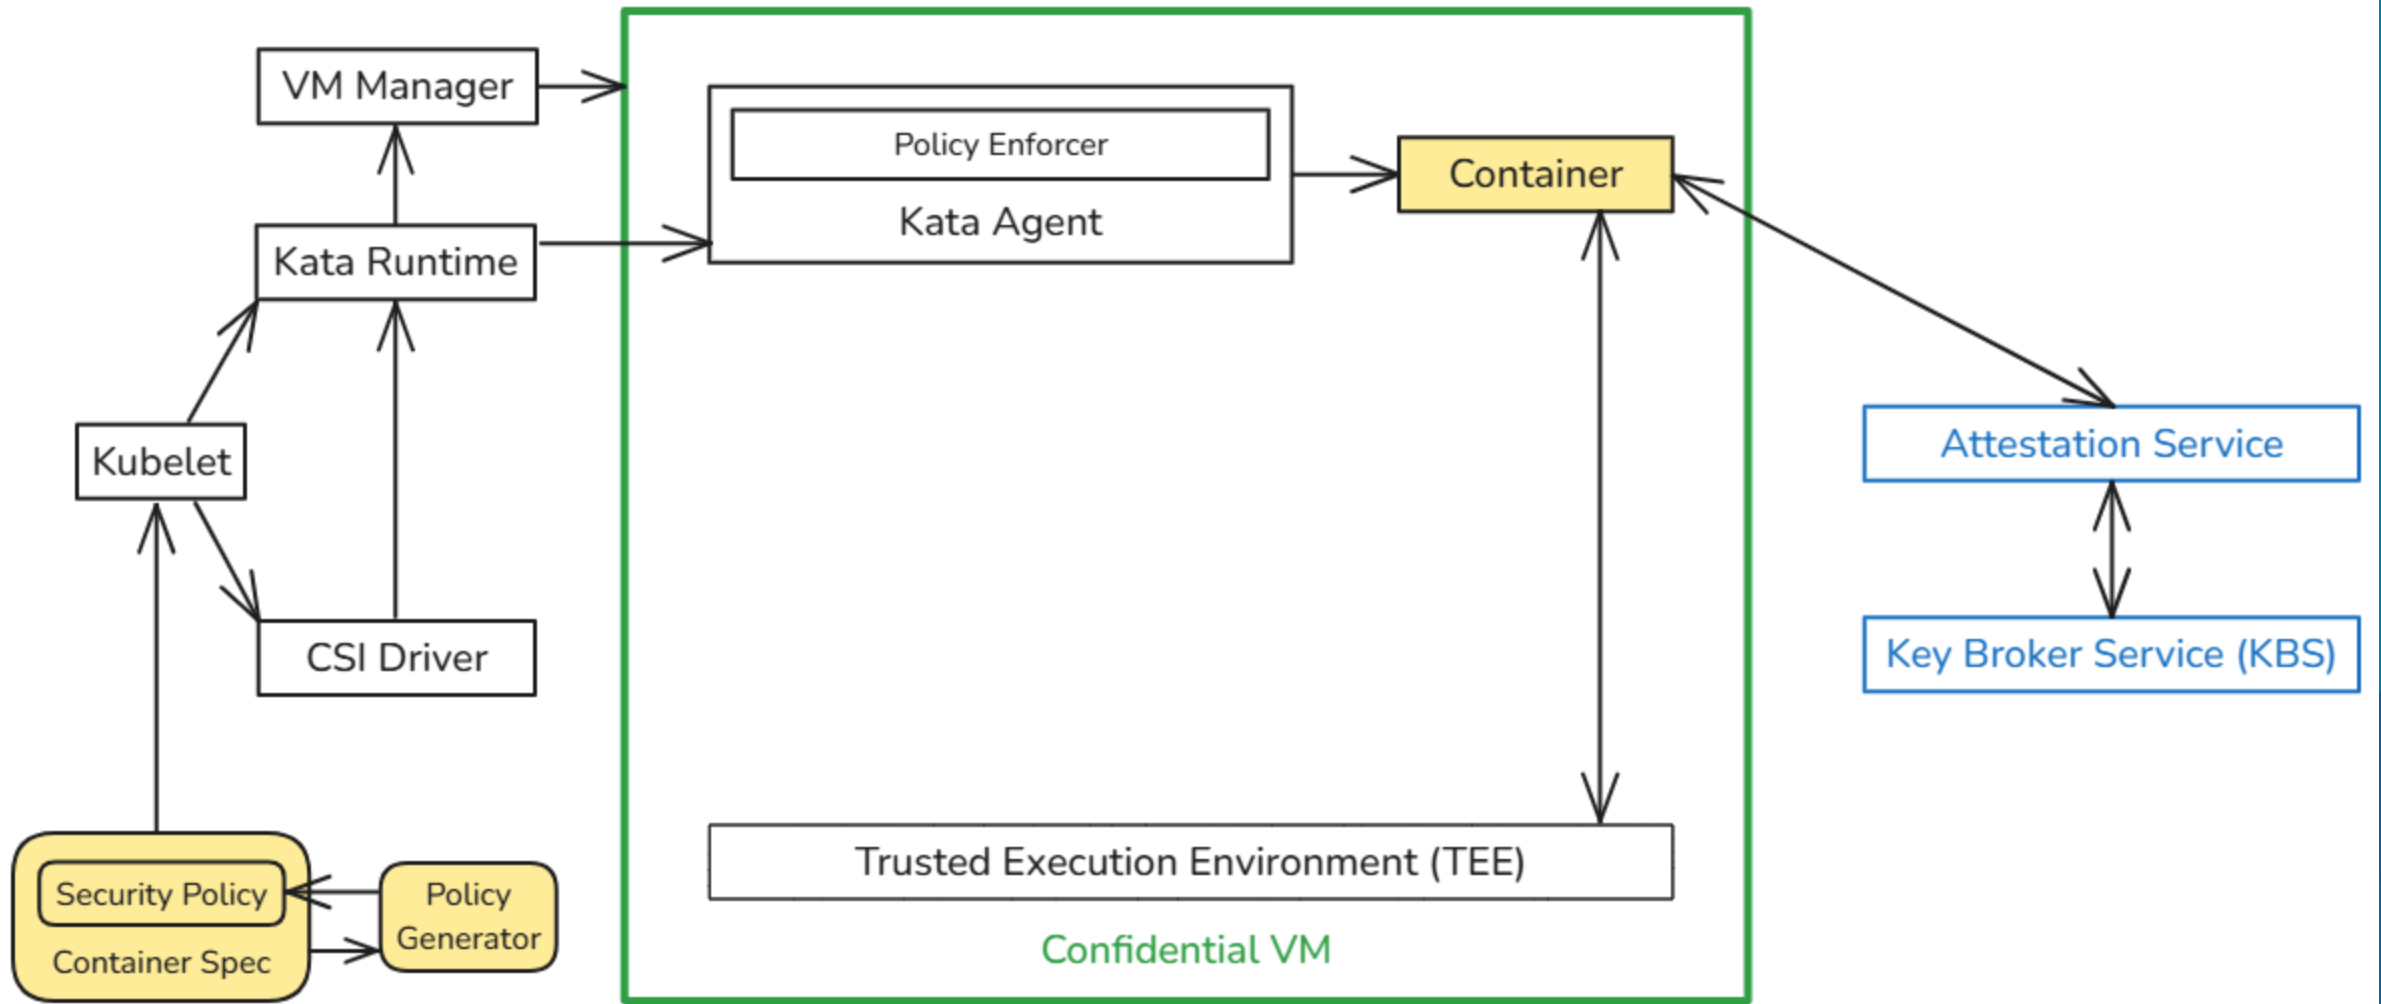 VM Manager
Policy Enforcer
Container
Kata Agent
Kata Runtime
Attestation Service
Kubelet
CSI Driver
Key Broker Service (KBS)
Trusted Execution Environment (TEE)
Security Policy
Policy
Generator
Container Spec
Confidential VM